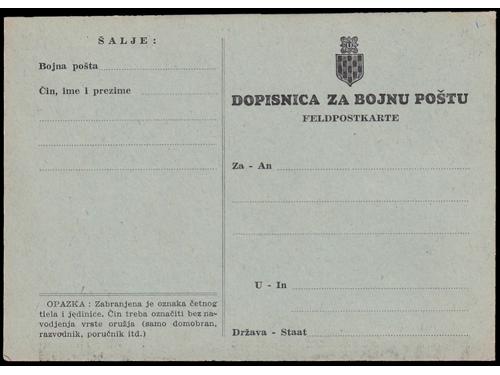 ŠALJE:
Bojna pošta
Čin, ime i prezime
OPAZKA: Zabranjena je oznaka četnog
tiela i jedinice. Čin treba označiti bez na-
vodjenja vrste oružja (samo domobran,
razvodnik, poručnik itd.)
DOPISNICA ZA BOJNU POŠTU
FELDPOSTKARTE
Za - An
U - In
Država - Staat